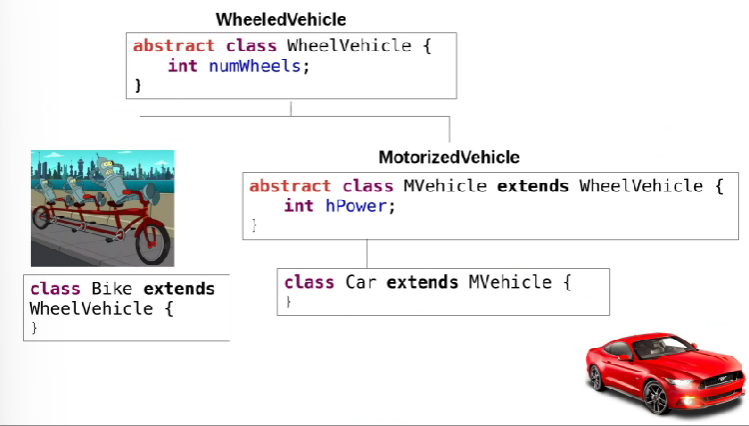 WheeledVehicle
abstract class WheelVehicle {
int numWheels;
}
MotorizedVehicle
abstract class MVehicle extends WheelVehicle {
int hPower;
}
class Bike extends
WheelVehicle {
}
class Car extends MVehicle {
}